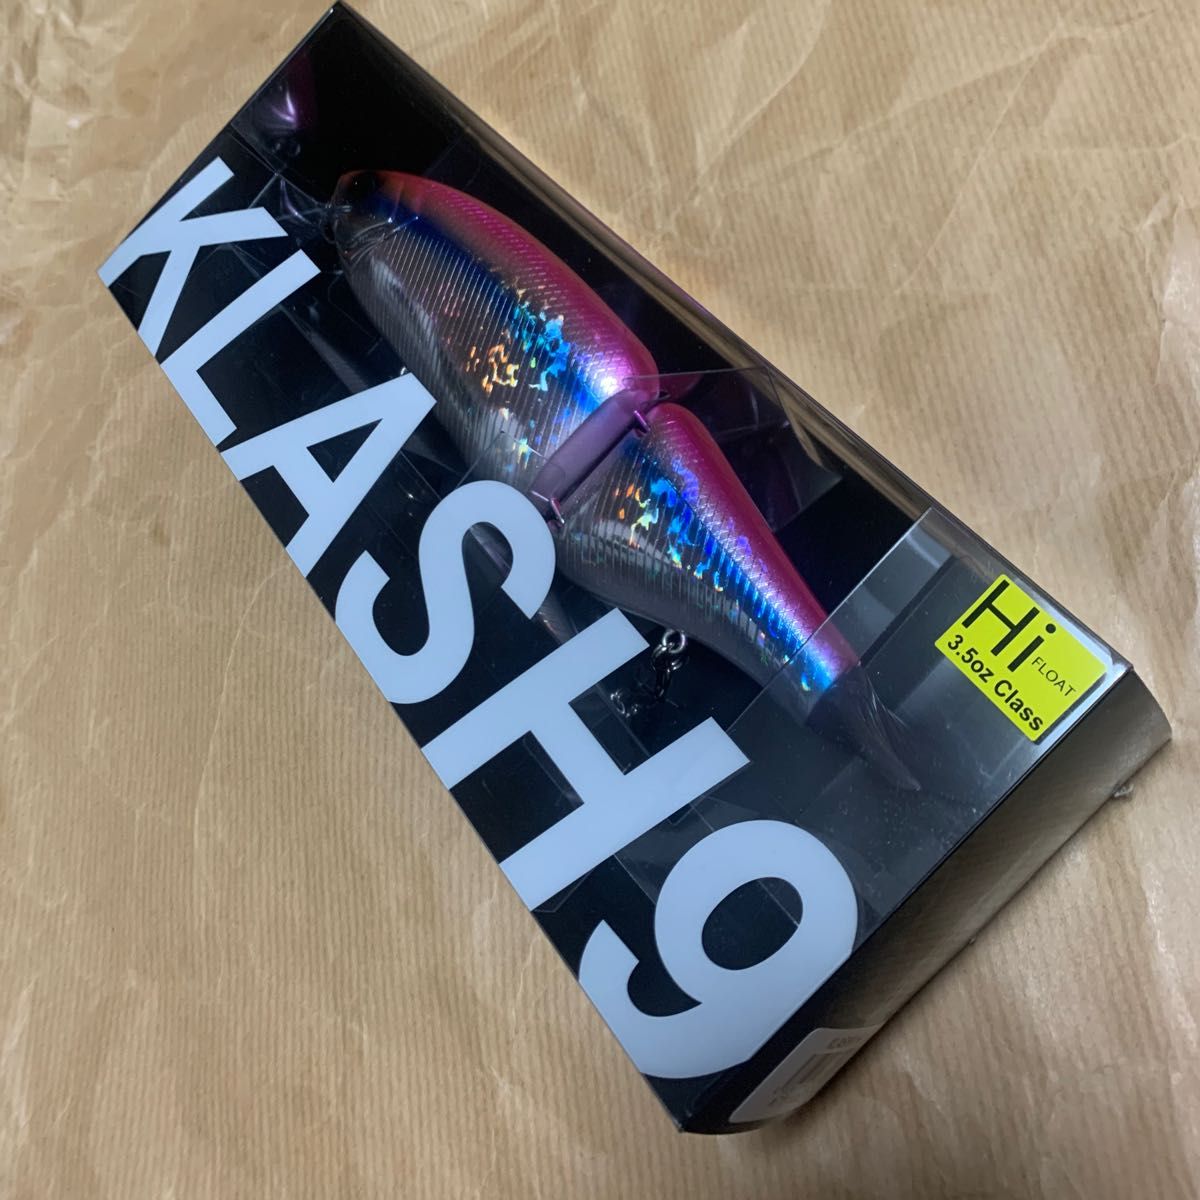 KLASH9
Hi FLOAT
3.5oz Class